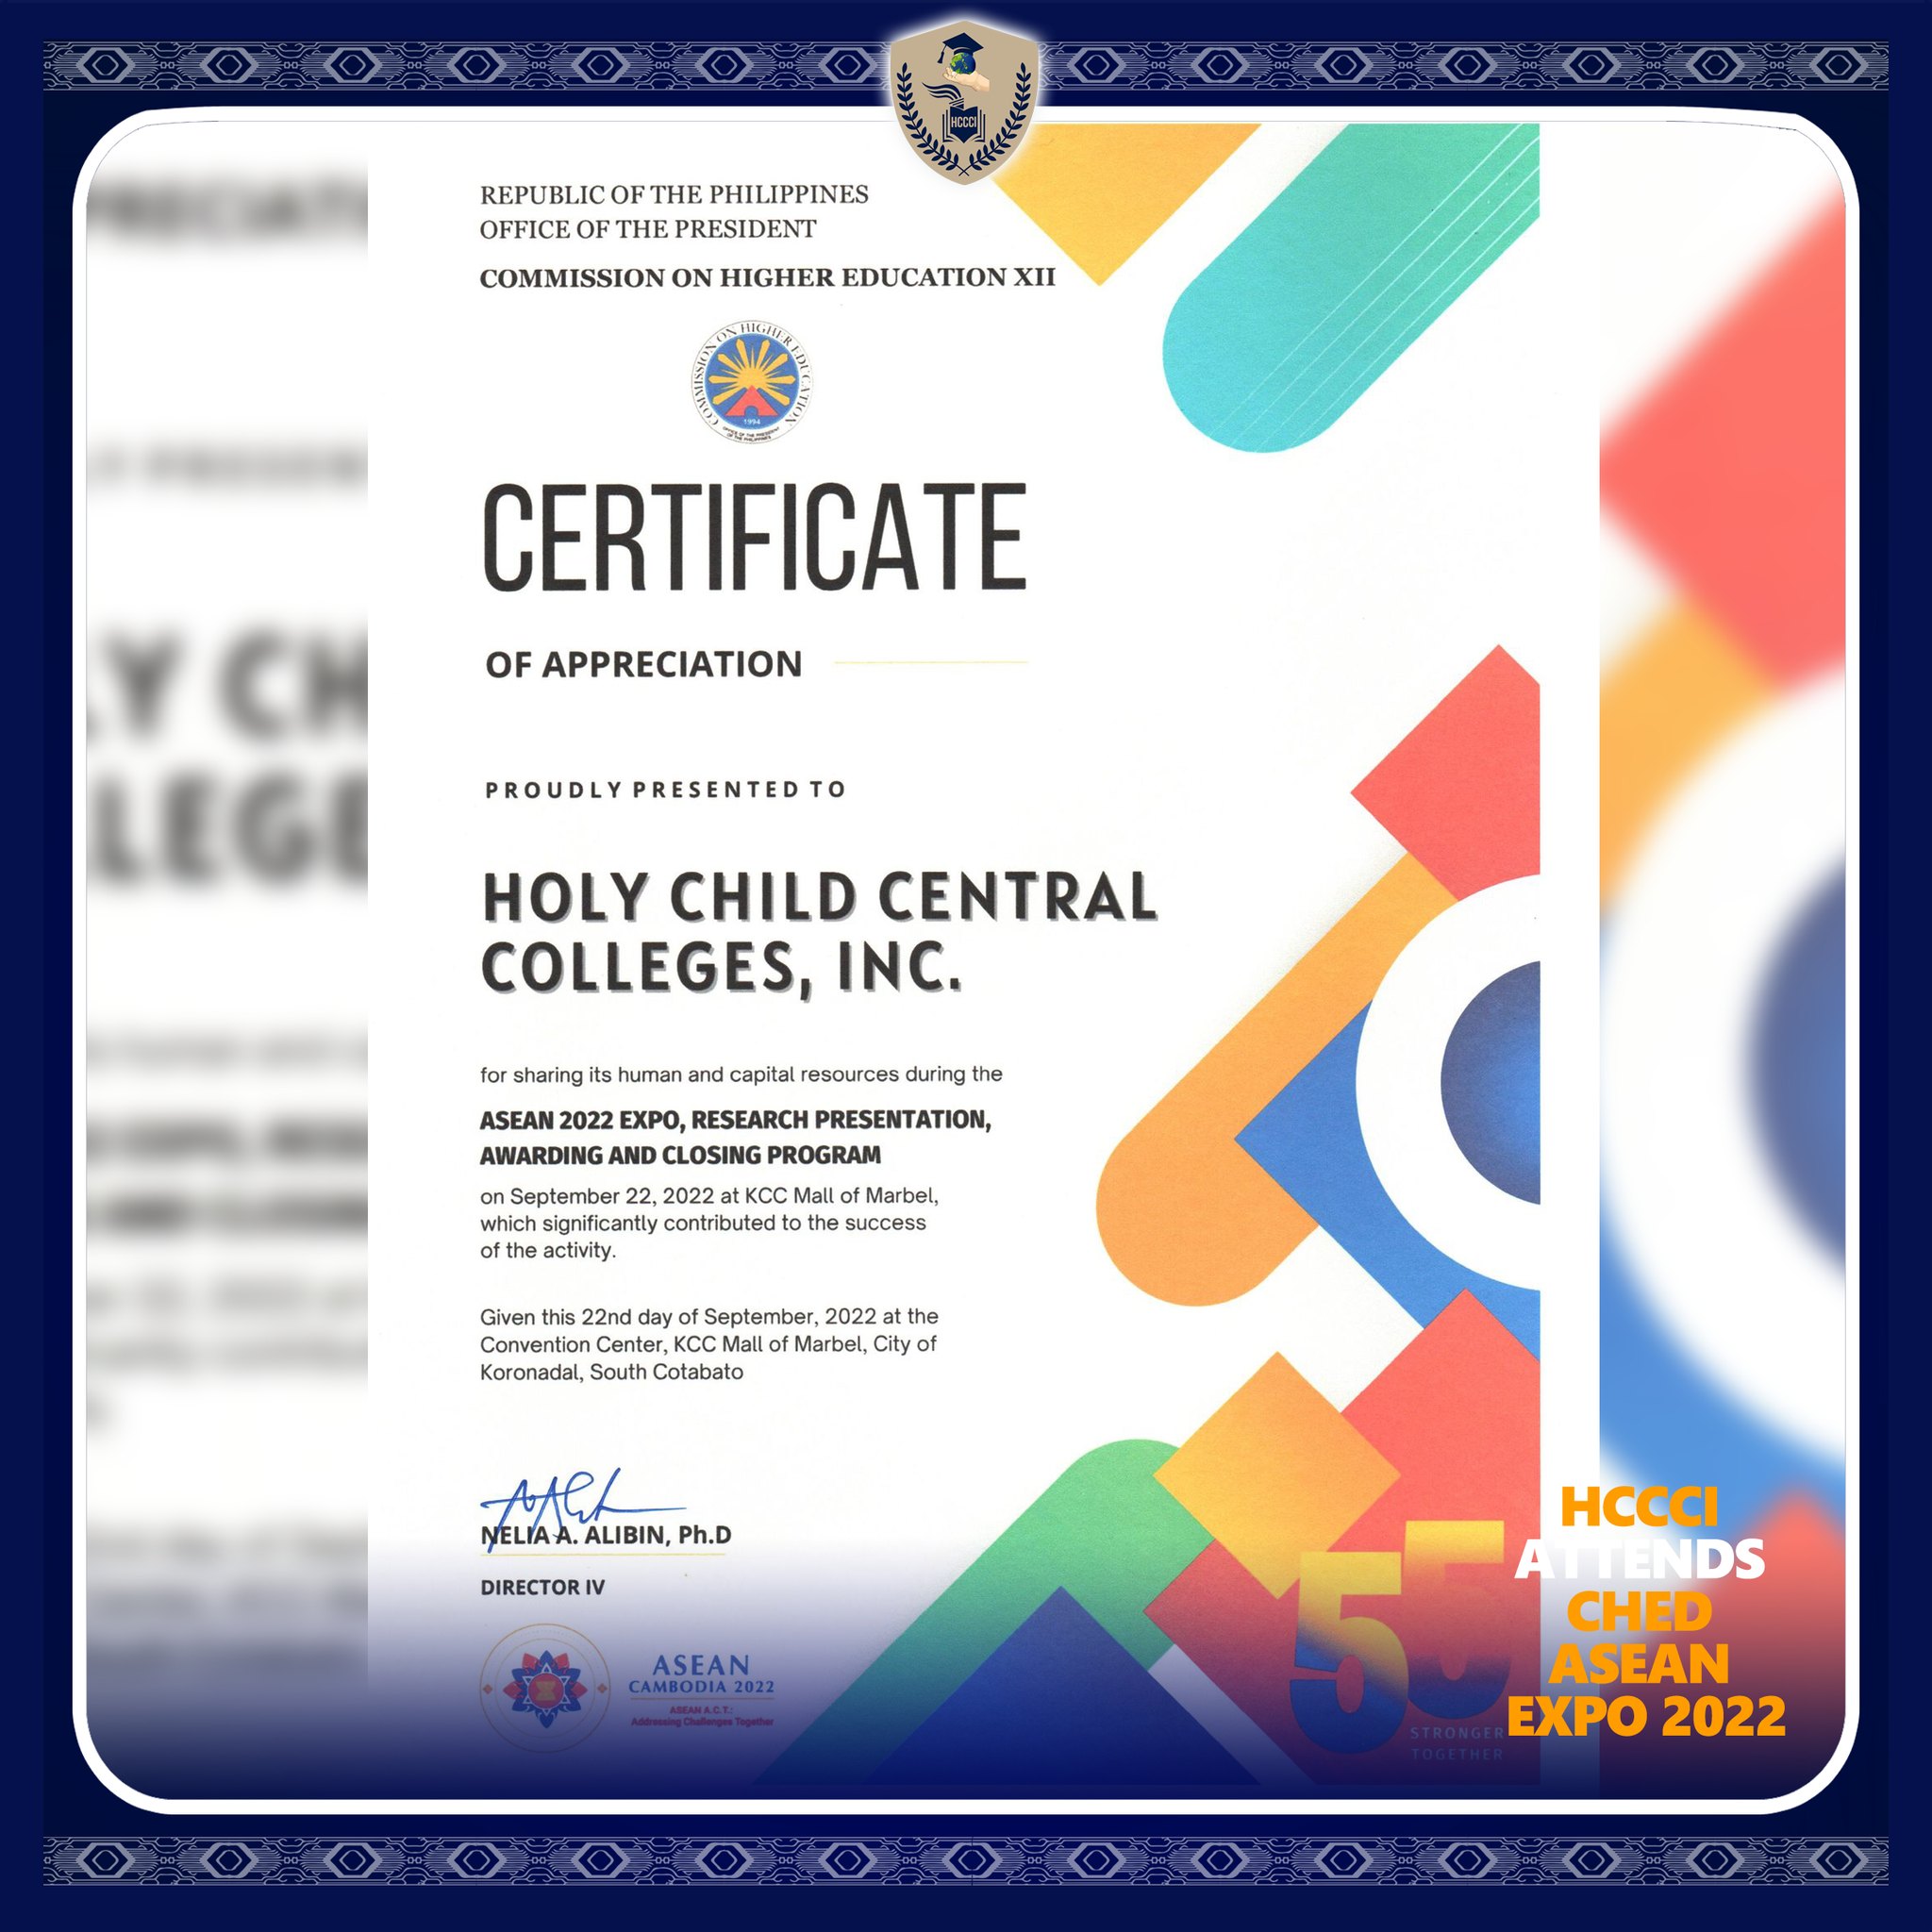 HCCCI
REPUBLIC OF THE PHILIPPINES
OFFICE OF THE PRESIDENT
COMMISSION ON HIGHER EDUCATION XII
COMMISSION ON HIGHER EDUCATION
1994
OFFICE OF THE PRESIDENT
OF THE PHILIPPINES
CERTIFICATE
OF APPRECIATION
PROUDLY PRESENTED TO
HOLY CHILD CENTRAL
COLLEGES, INC.
for sharing its human and capital resources during the
ASEAN 2022 EXPO, RESEARCH PRESENTATION,
AWARDING AND CLOSING PROGRAM
on September 22, 2022 at KCC Mall of Marbel,
which significantly contributed to the success
of the activity.
Given this 22nd day of September, 2022 at the
Convention Center, KCC Mall of Marbel, City of
Koronadal, South Cotabato
NELIA A. ALIBIN, Ph.D
DIRECTOR IV
ASEAN
CAMBODIA 2022
ASEAN A.C.T.:
Addressing Challenges Together
55
STRONGER
TOGETHER
HCCCI
ATTENDS
CHED
ASEAN
EXPO 2022